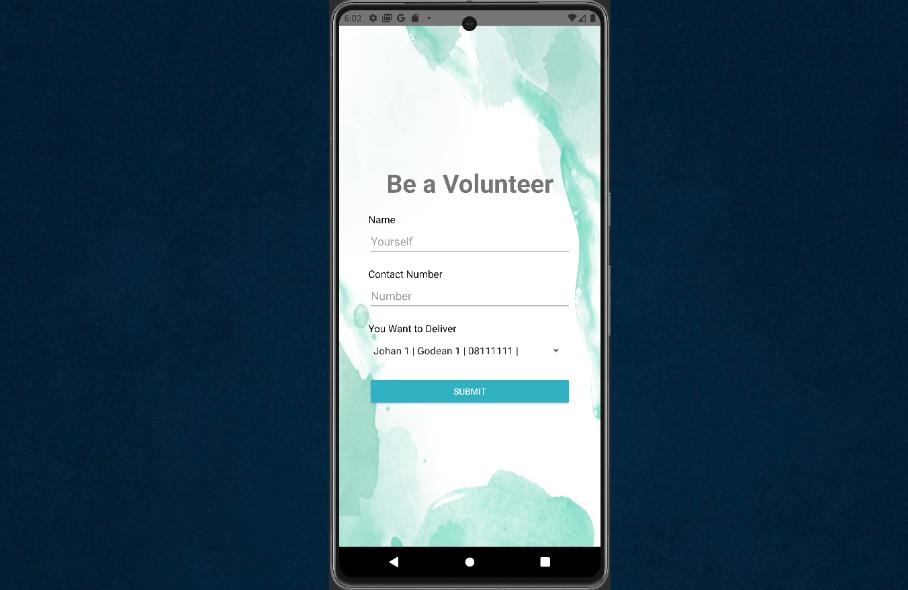 6:02
Be a Volunteer
Name
Yourself
Contact Number
Number
You Want to Deliver
Johan 1 | Godean 1 | 08111111 |
SUBMIT